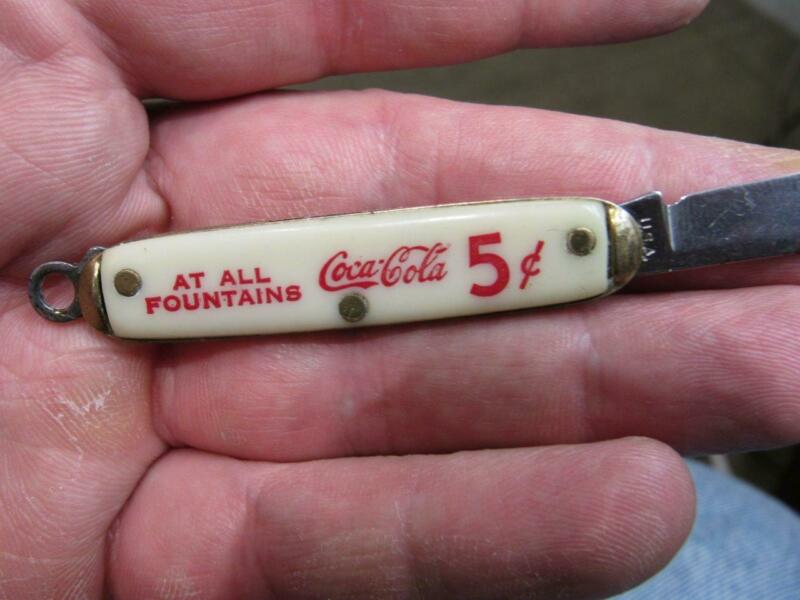 AT ALL
FOUNTAINS
Coca-Cola
5¢
U.S.A.